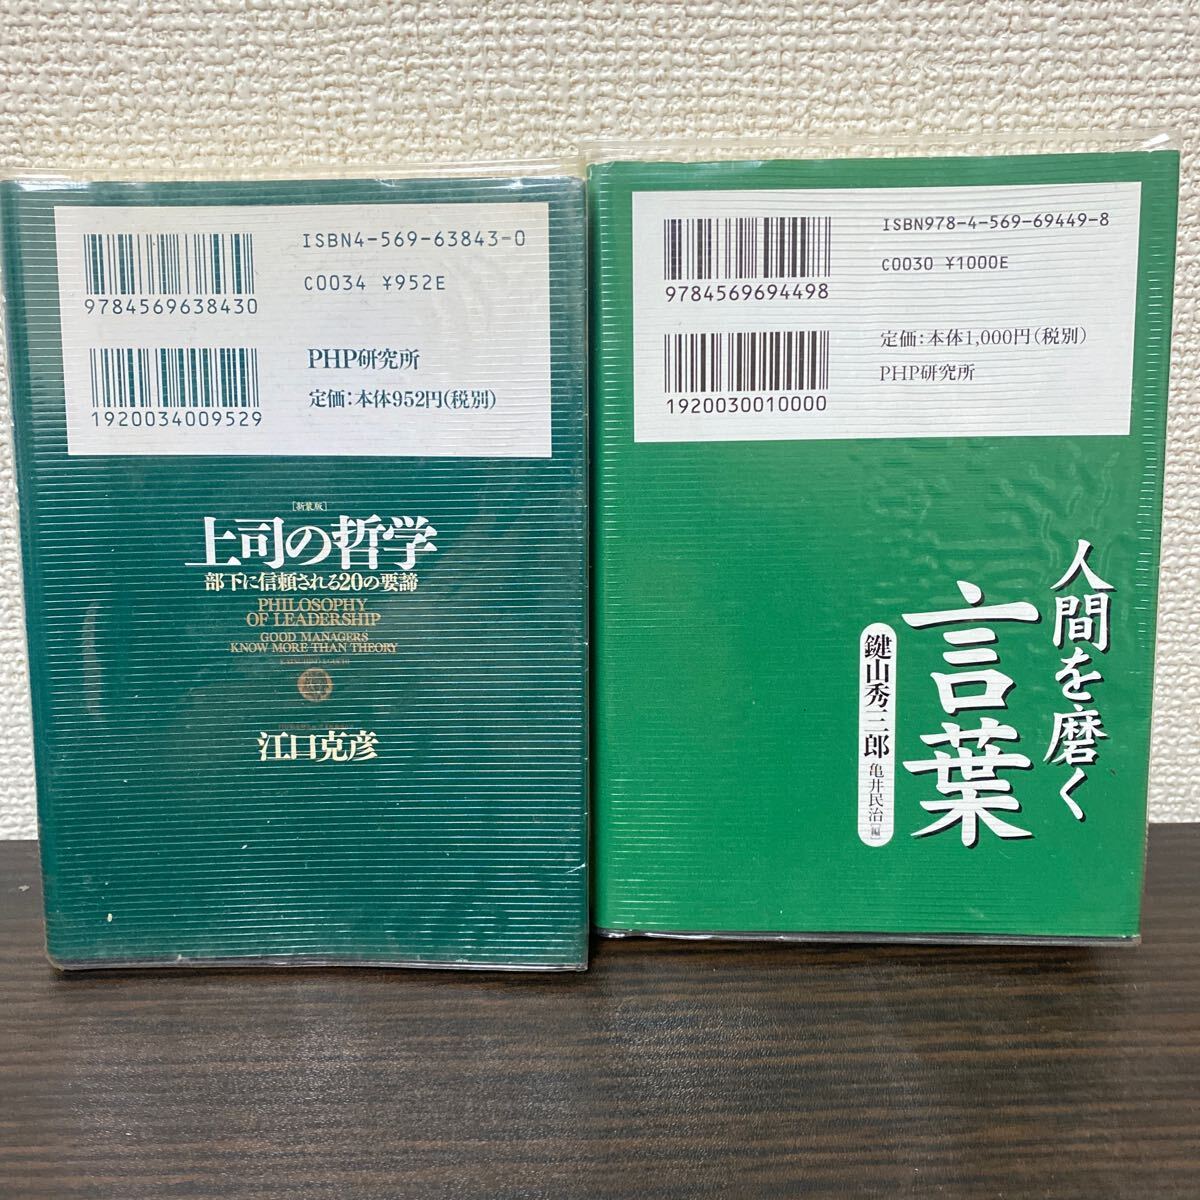 ISBN4-569-63843-0
C0034 ¥952E
9784569638430
PHP研究所
定価:本体952円(税別)
1920034009529
[新装版]
上司の哲学
部下に信頼される20の要諦
PHILOSOPHY
OF LEADERSHIP
GOOD MANAGERS
KNOW MORE THAN THEORY
江口克彦
ISBN978-4-569-69449-8
C0030 ¥1000E
9784569694498
定価:本体1,000円(税別)
PHP研究所
1920030010000
人間を磨く
言葉
鍵山秀三郎
亀井民治[編]